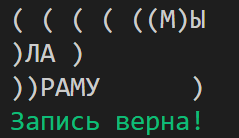 ( ( ( ( ((М)Ы
)ЛА )
))РАМУ      )
Запись верна!